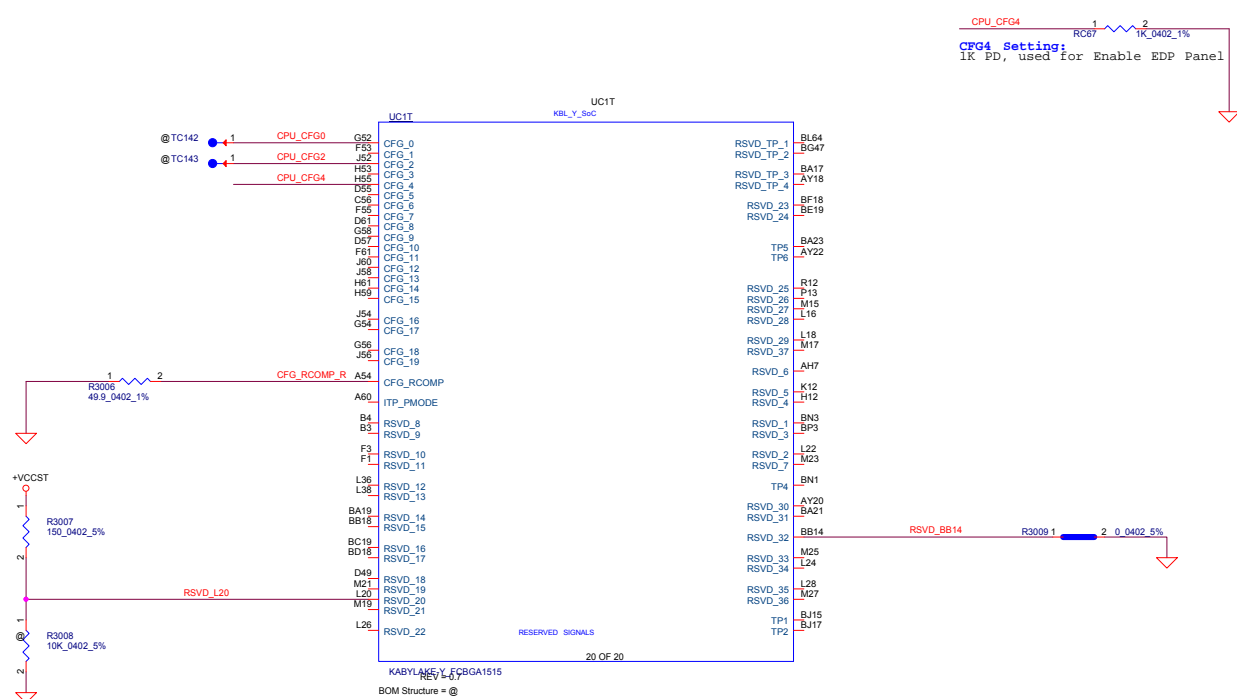 CPU_CFG4
1
2
RC67
1K_0402_1%
CFG4 Setting:
1K PD, used for Enable EDP Panel
UC1T
UC1T
KBL_Y_SoC
@ TC142
1
CPU_CFG0
G52
CFG_0
F53
CFG_1
@ TC143
1
CPU_CFG2
J52
CFG_2
H53
CFG_3
CPU_CFG4
H55
CFG_4
D55
CFG_5
C56
CFG_6
F55
CFG_7
D61
CFG_8
G58
CFG_9
D57
CFG_10
F61
CFG_11
J60
CFG_12
J58
CFG_13
H61
CFG_14
H59
CFG_15
J54
CFG_16
G54
CFG_17
G56
CFG_18
J56
CFG_19
1
2
R3006
49.9_0402_1%
CFG_RCOMP_R
A54
CFG_RCOMP
A60
ITP_PMODE
B4
RSVD_8
B3
RSVD_9
F3
RSVD_10
F1
RSVD_11
L36
RSVD_12
L38
RSVD_13
BA19
RSVD_14
BB18
RSVD_15
BC19
RSVD_16
BD18
RSVD_17
D49
RSVD_18
M21
RSVD_19
RSVD_L20
L20
RSVD_20
M19
RSVD_21
L26
RSVD_22
+VCCST
1
R3007
150_0402_5%
2
1
@
R3008
10K_0402_5%
2
RSVD_TP_1
BL64
RSVD_TP_2
BG47
RSVD_TP_3
BA17
RSVD_TP_4
AY18
RSVD_23
BF18
RSVD_24
BE19
TP5
BA23
TP6
AY22
RSVD_25
R12
RSVD_26
P13
RSVD_27
M15
RSVD_28
L16
RSVD_29
L18
RSVD_37
M17
RSVD_6
AH7
RSVD_5
K12
RSVD_4
H12
RSVD_1
BN3
RSVD_3
BP3
RSVD_2
L22
RSVD_7
M23
TP4
BN1
RSVD_30
AY20
RSVD_31
BA21
RSVD_32
BB14
RSVD_BB14
R3009
1
2
0_0402_5%
RSVD_33
M25
RSVD_34
L24
RSVD_35
L28
RSVD_36
M27
TP1
BJ15
TP2
BJ17
RESERVED SIGNALS
20 OF 20
KABYLAKE-Y_FCBGA1515
REV = 0.7
BOM Structure = @